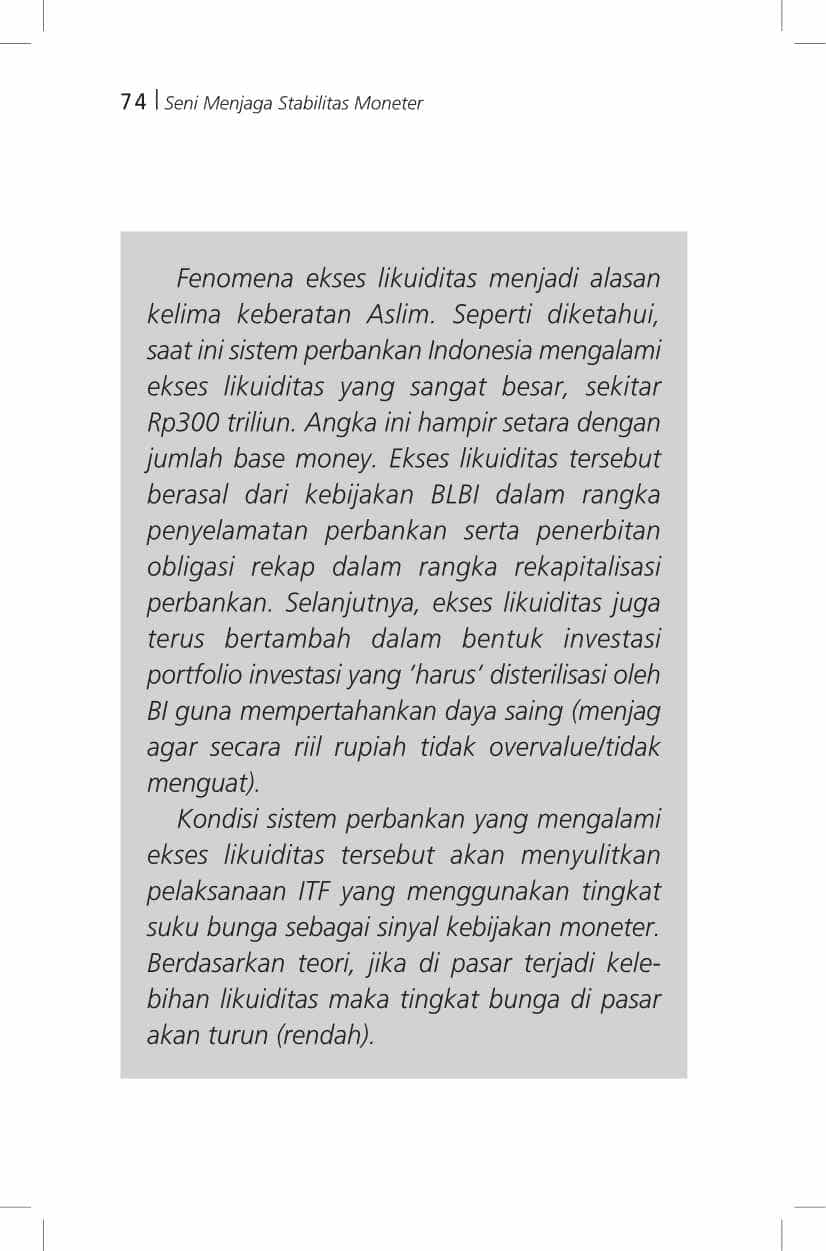 74 | Seni Menjaga Stabilitas Moneter
Fenomena ekses likuiditas menjadi alasan
kelima keberatan Aslim. Seperti diketahui,
saat ini sistem perbankan Indonesia mengalami
ekses likuiditas yang sangat besar, sekitar
Rp300 triliun. Angka ini hampir setara dengan
jumlah base money. Ekses likuiditas tersebut
berasal dari kebijakan BLBI dalam rangka
penyelamatan perbankan serta penerbitan
obligasi rekap dalam rangka rekapitalisasi
perbankan. Selanjutnya, ekses likuiditas juga
terus bertambah dalam bentuk investasi
portfolio investasi yang ’harus’ disterilisasi oleh
BI guna mempertahankan daya saing (menjag
agar secara riil rupiah tidak overvalue/tidak
menguat).
Kondisi sistem perbankan yang mengalami
ekses likuiditas tersebut akan menyulitkan
pelaksanaan ITF yang menggunakan tingkat
suku bunga sebagai sinyal kebijakan moneter.
Berdasarkan teori, jika di pasar terjadi kele-
bihan likuiditas maka tingkat bunga di pasar
akan turun (rendah).